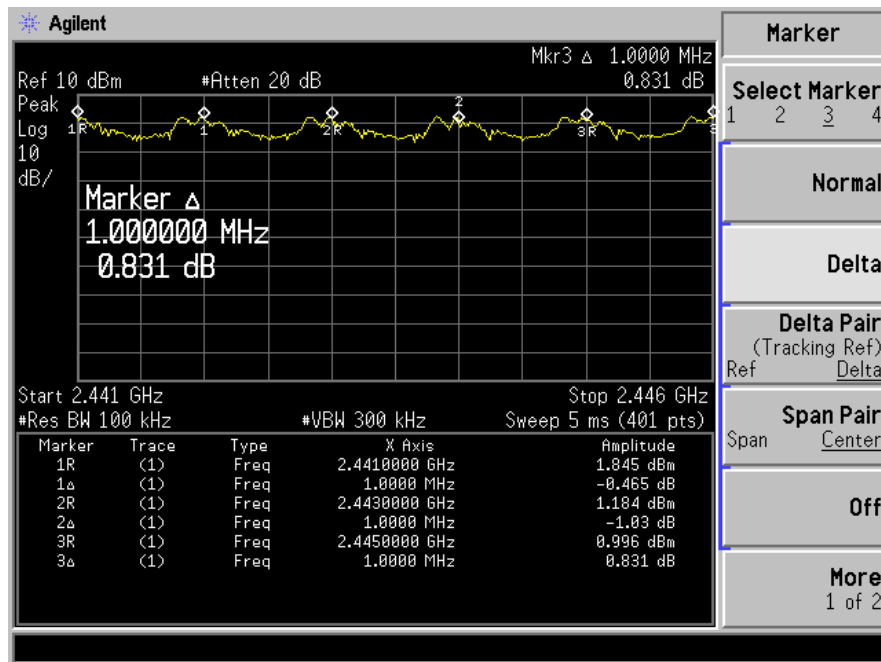 Agilent
Marker
Mkr3 Δ 1.0000 MHz
Ref 10 dBm #Atten 20 dB 0.831 dB
Peak
Log
10
dB/
1R 1 2R 2 3R 3
Marker Δ
1.000000 MHz
0.831 dB
Start 2.441 GHz Stop 2.446 GHz
#Res BW 100 kHz #VBW 300 kHz Sweep 5 ms (401 pts)
Marker Trace Type X Axis Amplitude
1R (1) Freq 2.4410000 GHz 1.845 dBm
1Δ (1) Freq 1.0000 MHz -0.465 dB
2R (1) Freq 2.4430000 GHz 1.184 dBm
2Δ (1) Freq 1.0000 MHz -1.03 dB
3R (1) Freq 2.4450000 GHz 0.996 dBm
3Δ (1) Freq 1.0000 MHz 0.831 dB
Select Marker
1 2 3 4
Normal
Delta
Delta Pair
(Tracking Ref)
Ref Delta
Span Pair
Span Center
Off
More
1 of 2